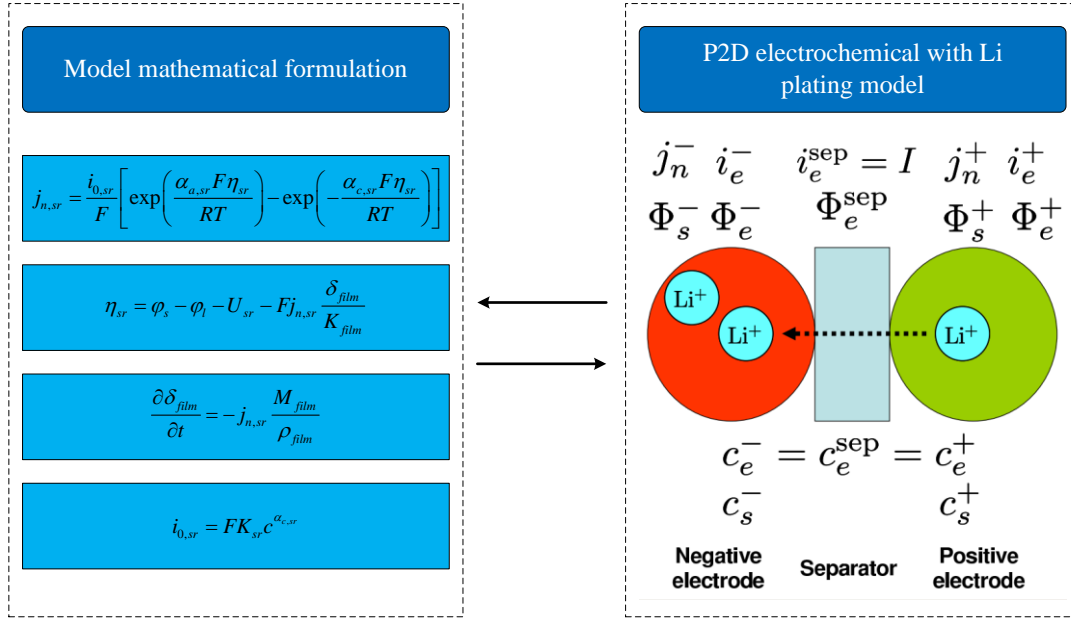 Model mathematical formulation
j_{n,sr} = \frac{i_{0,sr}}{F} \left[ \exp\left( \frac{\alpha_{a,sr} F \eta_{sr}}{RT} \right) - \exp\left( -\frac{\alpha_{c,sr} F \eta_{sr}}{RT} \right) \right]
\eta_{sr} = \varphi_s - \varphi_l - U_{sr} - F j_{n,sr} \frac{\delta_{film}}{K_{film}}
\frac{\partial \delta_{film}}{\partial t} = -j_{n,sr} \frac{M_{film}}{\rho_{film}}
i_{0,sr} = F K_{sr} c^{\alpha_{c,sr}}
P2D electrochemical with Li
plating model
j_n^- i_e^- i_e^{sep} = I j_n^+ i_e^+
\Phi_s^- \Phi_e^- \Phi_e^{sep} \Phi_s^+ \Phi_e^+
Li^+
Li^+ Li^+
c_e^- = c_e^{sep} = c_e^+
c_s^- c_s^+
Negative Separator Positive
electrode electrode